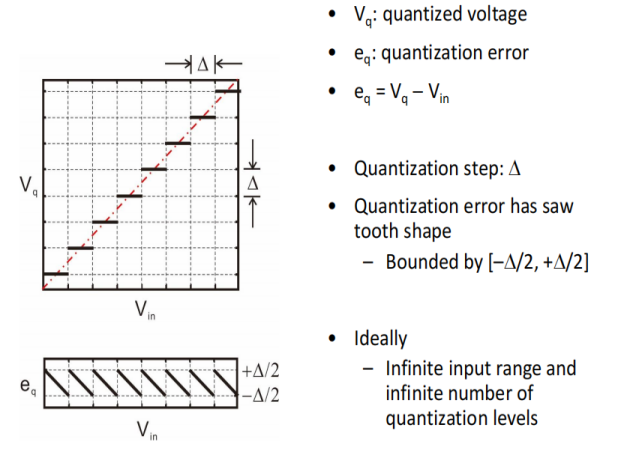 Δ
Vq
Δ
Vin
eq
+Δ/2
−Δ/2
Vin
• Vq: quantized voltage
• eq: quantization error
• eq = Vq – Vin
• Quantization step: Δ
• Quantization error has saw
tooth shape
– Bounded by [–Δ/2, +Δ/2]
• Ideally
– Infinite input range and
infinite number of
quantization levels